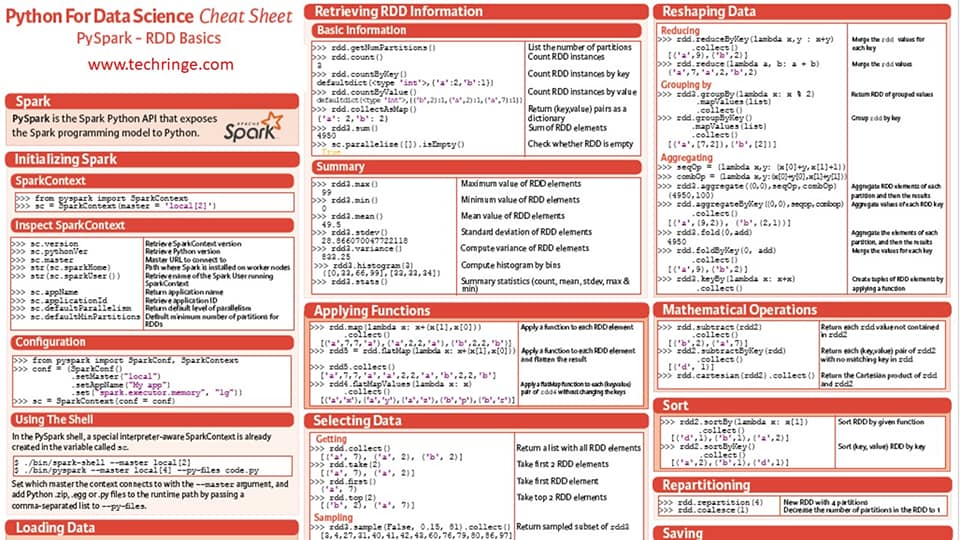 Python For Data Science Cheat Sheet
PySpark - RDD Basics
www.techringe.com
Spark
PySpark is the Spark Python API that exposes
the Spark programming model to Python.
APACHE
Spark
Initializing Spark
SparkContext
>>> from pyspark import SparkContext
>>> sc = SparkContext(master = 'local[2]')
Inspect SparkContext
>>> sc.version Retrieve SparkContext version
>>> sc.pythonVer Retrieve Python version
>>> sc.master Master URL to connect to
>>> str(sc.sparkHome) Path where Spark is installed on worker nodes
>>> str(sc.sparkUser()) Retrieve name of the Spark User running
SparkContext
>>> sc.appName Return application name
>>> sc.applicationId Retrieve application ID
>>> sc.defaultParallelism Return default level of parallelism
>>> sc.defaultMinPartitions Default minimum number of partitions for
RDDs
Configuration
>>> from pyspark import SparkConf, SparkContext
>>> conf = (SparkConf()
.setMaster("local")
.setAppName("My app")
.set("spark.executor.memory", "1g"))
>>> sc = SparkContext(conf = conf)
Using The Shell
In the PySpark shell, a special interpreter-aware SparkContext is already
created in the variable called sc.
$ ./bin/spark-shell --master local[2]
$ ./bin/pyspark --master local[4] --py-files code.py
Set which master the context connects to with the --master argument, and
add Python .zip, .egg or .py files to the runtime path by passing a
comma-separated list to --py-files.
Loading Data
Retrieving RDD Information
Basic Information
>>> rdd.getNumPartitions() List the number of partitions
>>> rdd.count() Count RDD instances
3
>>> rdd.countByKey() Count RDD instances by key
defaultdict(<type 'int'>,{'a':2,'b':1})
>>> rdd.countByValue() Count RDD instances by value
defaultdict(<type 'int'>,{('b',2):1,('a',2):1,('a',7):1})
>>> rdd.collectAsMap() Return (key,value) pairs as a
{'a': 2,'b': 2} dictionary
>>> rdd3.sum() Sum of RDD elements
4950
>>> sc.parallelize([]).isEmpty() Check whether RDD is empty
True
Summary
>>> rdd3.max() Maximum value of RDD elements
99
>>> rdd3.min() Minimum value of RDD elements
0
>>> rdd3.mean() Mean value of RDD elements
49.5
>>> rdd3.stdev() Standard deviation of RDD elements
28.866070047722118
>>> rdd3.variance() Compute variance of RDD elements
833.25
>>> rdd3.histogram(3) Compute histogram by bins
([0,33,66,99],[33,33,34])
>>> rdd3.stats() Summary statistics (count, mean, stdev, max &
min)
Applying Functions
>>> rdd.map(lambda x: x+(x[1],x[0])) Apply a function to each RDD element
.collect()
[('a',7,7,'a'),('a',2,2,'a'),('b',2,2,'b')]
>>> rdd5 = rdd.flatMap(lambda x: x+(x[1],x[0])) Apply a function to each RDD element
and flatten the result
>>> rdd5.collect()
['a',7,7,'a','a',2,2,'a','b',2,2,'b']
>>> rdd4.flatMapValues(lambda x: x) Apply a flatMap function to each (key,value)
.collect() pair of rdd4 without changing the keys
[('a','x'),('a','y'),('a','z'),('b','p'),('b','r')]
Selecting Data
Getting
>>> rdd.collect() Return a list with all RDD elements
[('a', 7), ('a', 2), ('b', 2)]
>>> rdd.take(2) Take first 2 RDD elements
[('a', 7), ('a', 2)]
>>> rdd.first() Take first RDD element
('a', 7)
>>> rdd.top(2) Take top 2 RDD elements
[('b', 2), ('a', 7)]
Sampling
>>> rdd3.sample(False, 0.15, 81).collect() Return sampled subset of rdd3
[3,4,27,31,40,41,42,43,60,76,79,80,86,97]
Reshaping Data
Reducing
>>> rdd.reduceByKey(lambda x,y : x+y) Merge the rdd values for
.collect() each key
[('a',9),('b',2)]
>>> rdd.reduce(lambda a, b: a + b) Merge the rdd values
('a',7,'a',2,'b',2)
Grouping by
>>> rdd3.groupBy(lambda x: x % 2) Return RDD of grouped values
.mapValues(list)
.collect()
>>> rdd.groupByKey() Group rdd by key
.mapValues(list)
.collect()
[('a',[7,2]),('b',[2])]
Aggregating
>>> seqOp = (lambda x,y: (x[0]+y,x[1]+1))
>>> combOp = (lambda x,y:(x[0]+y[0],x[1]+y[1]))
>>> rdd3.aggregate((0,0),seqOp,combOp) Aggregate RDD elements of each
(4950,100) partition and then the results
>>> rdd.aggregateByKey((0,0),seqop,combop) Aggregate values of each RDD key
.collect()
[('a',(9,2)), ('b',(2,1))]
>>> rdd3.fold(0,add) Aggregate the elements of each
4950 partition, and then the results
>>> rdd.foldByKey(0, add) Merge the values for each key
.collect()
[('a',9),('b',2)]
>>> rdd3.keyBy(lambda x: x+x) Create tuples of RDD elements by
.collect() applying a function
Mathematical Operations
>>> rdd.subtract(rdd2) Return each rdd value not contained
.collect() in rdd2
[('b',2),('a',7)]
>>> rdd2.subtractByKey(rdd) Return each (key,value) pair of rdd2
.collect() with no matching key in rdd
[('d', 1)]
>>> rdd.cartesian(rdd2).collect() Return the Cartesian product of rdd
and rdd2
Sort
>>> rdd2.sortBy(lambda x: x[1]) Sort RDD by given function
.collect()
[('d',1),('b',1),('a',2)]
>>> rdd2.sortByKey() Sort (key, value) RDD by key
.collect()
[('a',2),('b',1),('d',1)]
Repartitioning
>>> rdd.repartition(4) New RDD with 4 partitions
>>> rdd.coalesce(1) Decrease the number of partitions in the RDD to 1
Saving